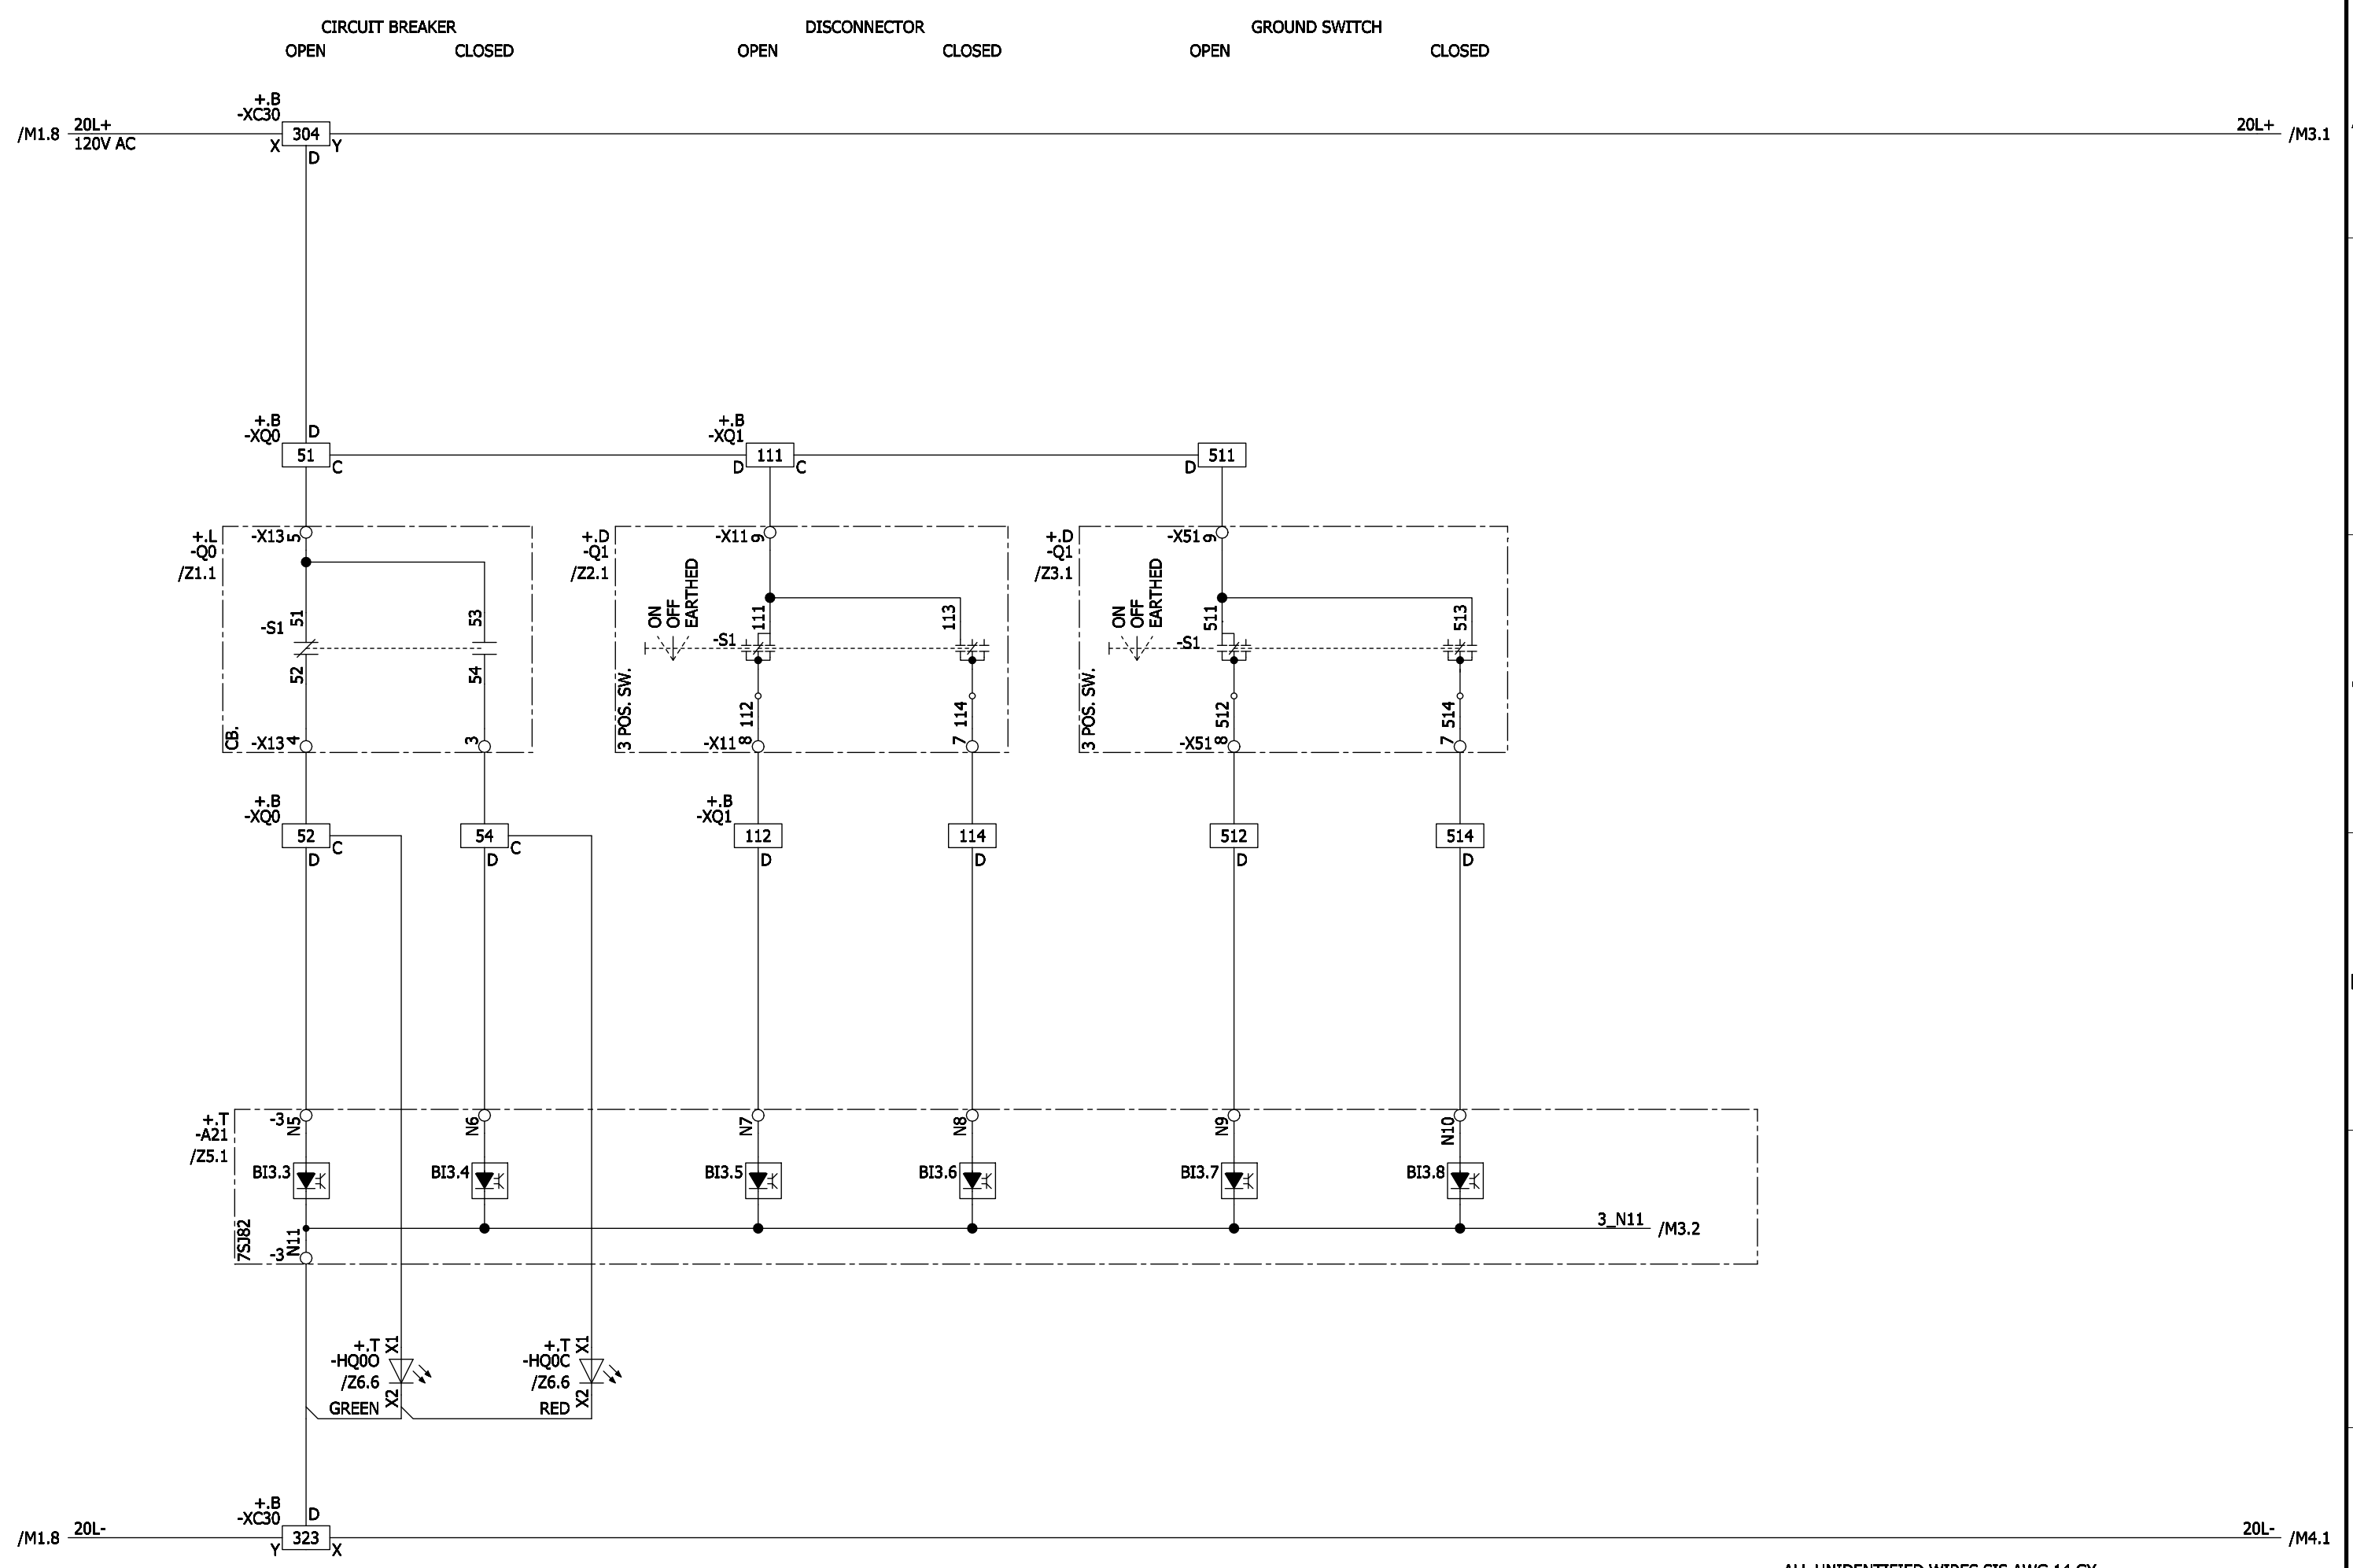 CIRCUIT BREAKER
DISCONNECTOR
GROUND SWITCH
OPEN
CLOSED
OPEN
CLOSED
OPEN
CLOSED
+.B
-XC30
/M1.8
20L+
120V AC
304
X
Y
D
20L+
/M3.1
+.B
-XQ0
D
51
C
+.B
-XQ1
D
111
C
D
511
+.L
-Q0
/Z1.1
-X13
5
51
53
-S1
52
54
CB.
-X13
4
3
+.D
-Q1
/Z2.1
-X11
9
ON
OFF
EARTHED
111
113
-S1
3 POS. SW.
112
114
-X11
8
7
+.D
-Q1
/Z3.1
-X51
9
ON
OFF
EARTHED
511
513
-S1
3 POS. SW.
512
514
-X51
8
7
+.B
-XQ0
52
C
D
54
C
D
+.B
-XQ1
112
D
114
D
512
D
514
D
+.T
-A21
/Z5.1
-3
N5
N6
N7
N8
N9
N10
BI3.3
BI3.4
BI3.5
BI3.6
BI3.7
BI3.8
7SJ82
N11
-3
3_N11
/M3.2
+.T
-HQ0O
/Z6.6
X1
X2
GREEN
+.T
-HQ0C
/Z6.6
X1
X2
RED
+.B
-XC30
D
/M1.8
20L-
323
Y
X
20L-
/M4.1